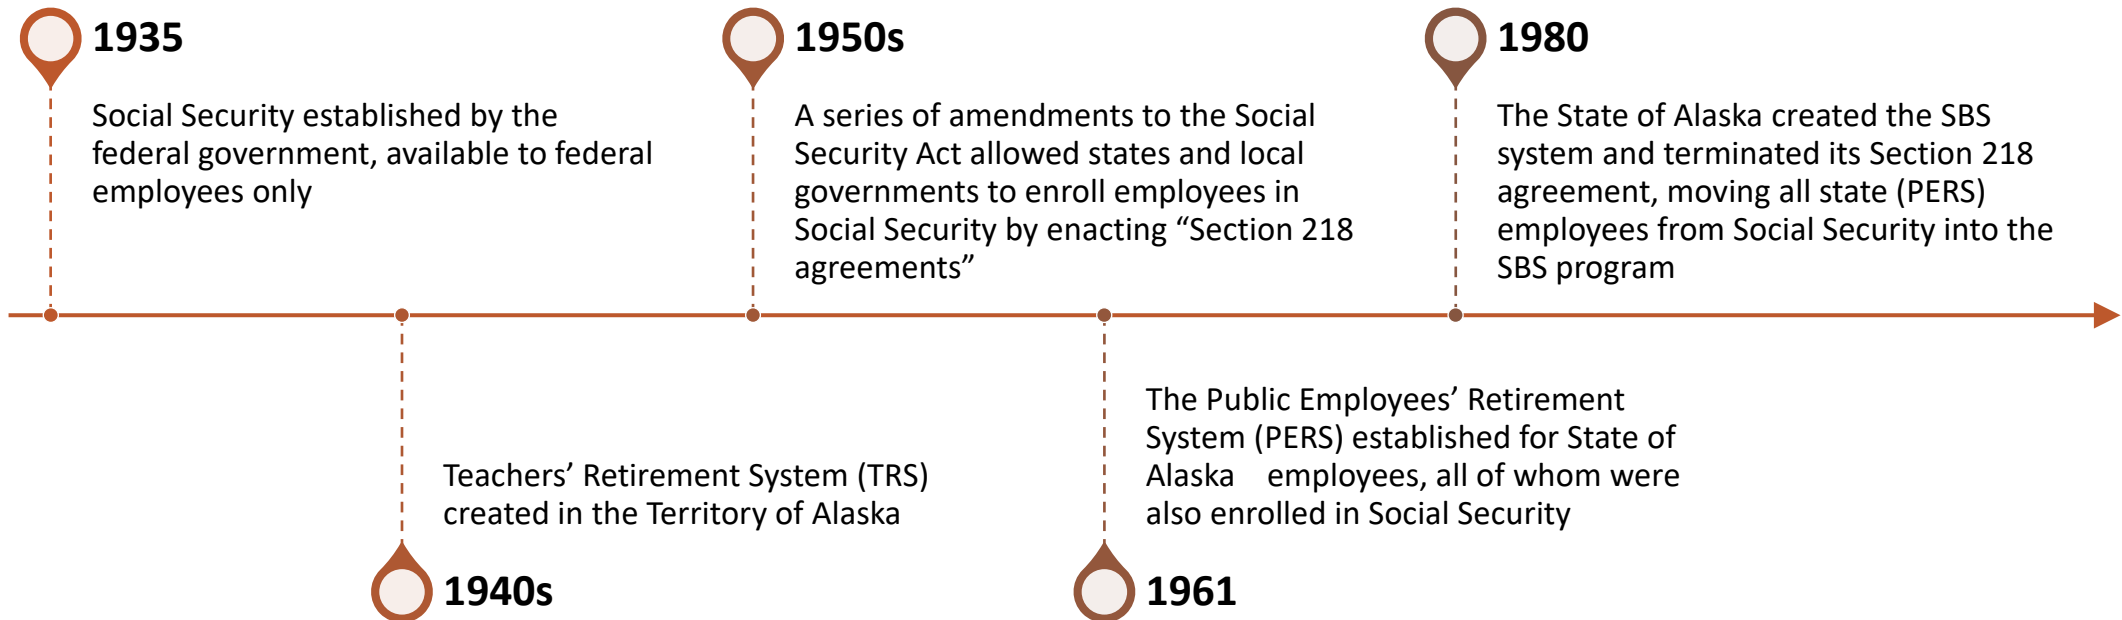 1935
Social Security established by the
federal government, available to federal
employees only
1940s
Teachers’ Retirement System (TRS)
created in the Territory of Alaska
1950s
A series of amendments to the Social
Security Act allowed states and local
governments to enroll employees in
Social Security by enacting “Section 218
agreements”
1961
The Public Employees’ Retirement
System (PERS) established for State of
Alaska    employees, all of whom were
also enrolled in Social Security
1980
The State of Alaska created the SBS
system and terminated its Section 218
agreement, moving all state (PERS)
employees from Social Security into the
SBS program